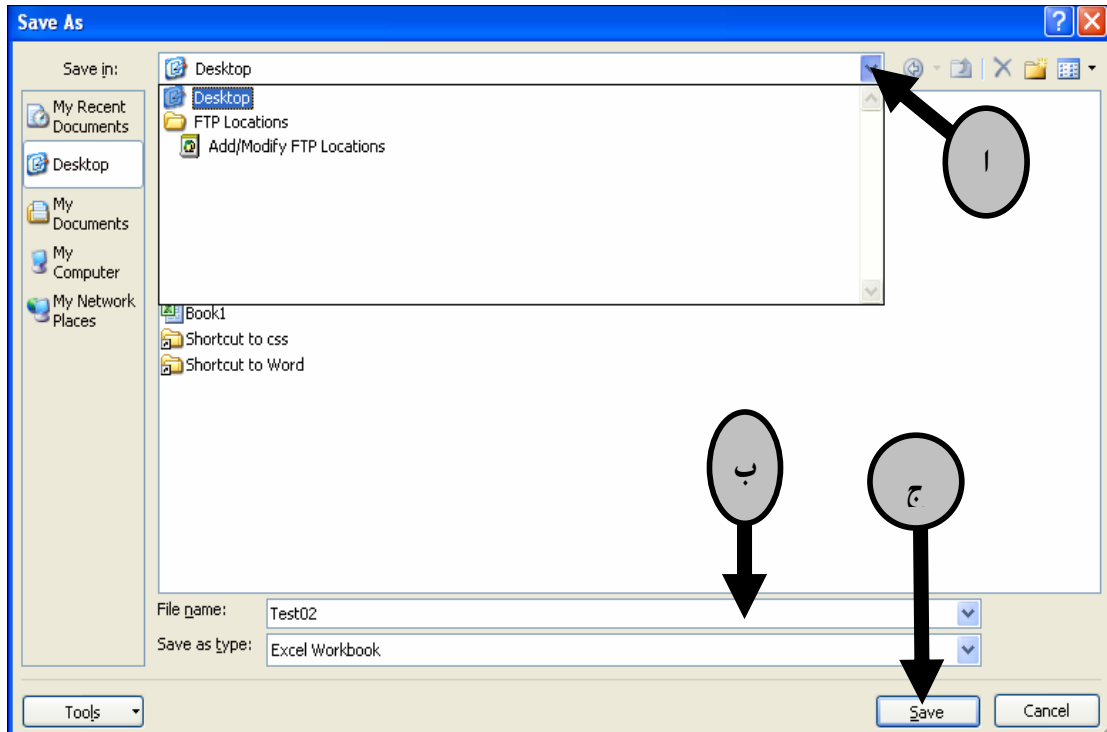 Save As
Save in:
Desktop
Desktop
FTP Locations
Add/Modify FTP Locations
My Recent
Documents
Desktop
My
Documents
My
Computer
My Network
Places
Book1
Shortcut to css
Shortcut to Word
ا
ب
ج
File name:
Test02
Save as type:
Excel Workbook
Tools
Save
Cancel